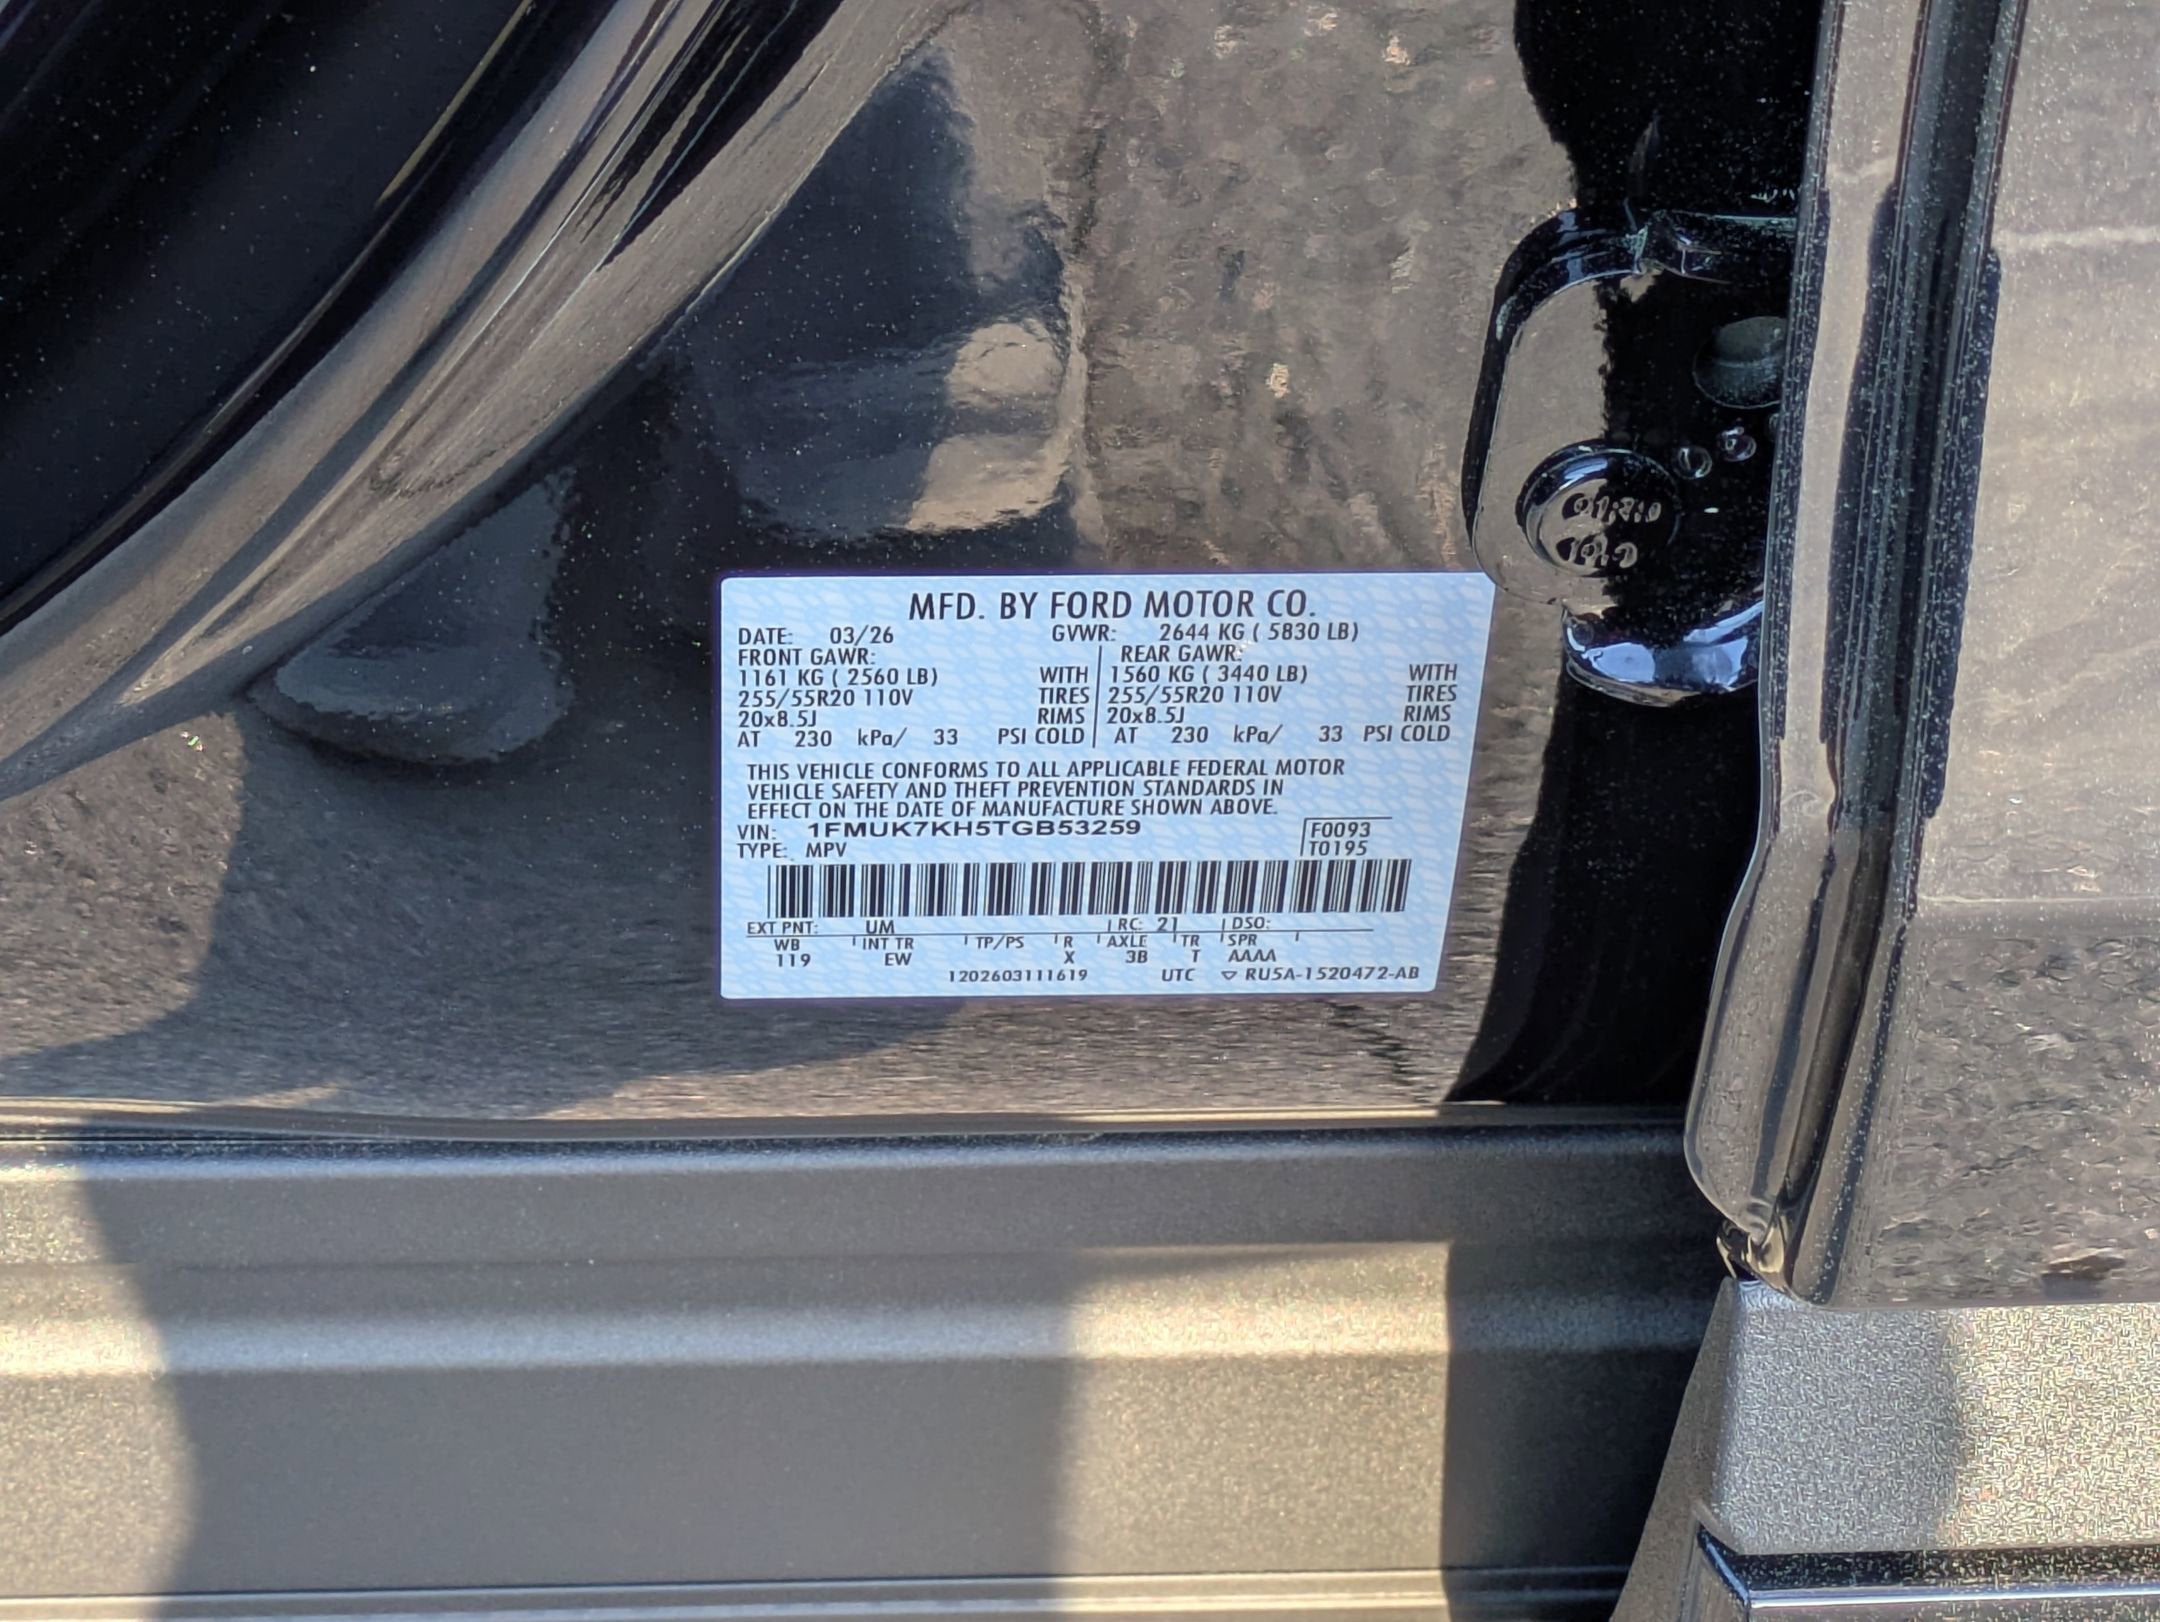 MFD. BY FORD MOTOR CO.
DATE: 03/26 GVWR: 2644 KG ( 5830 LB)
FRONT GAWR: REAR GAWR:
1161 KG ( 2560 LB) WITH 1560 KG ( 3440 LB) WITH
255/55R20 110V TIRES 255/55R20 110V TIRES
20x8.5J RIMS 20x8.5J RIMS
AT 230 kPa/ 33 PSI COLD AT 230 kPa/ 33 PSI COLD
THIS VEHICLE CONFORMS TO ALL APPLICABLE FEDERAL MOTOR
VEHICLE SAFETY AND THEFT PREVENTION STANDARDS IN
EFFECT ON THE DATE OF MANUFACTURE SHOWN ABOVE.
VIN: 1FMUK7KH5TGB53259 F0093
TYPE: MPV T0195
EXT PNT: UM RC: 21 DSO:
WB INT TR TP/PS R AXLE TR SPR
119 EW X 3B T AAAA
1202603111619 UTC ▽ RU5A-1520472-AB